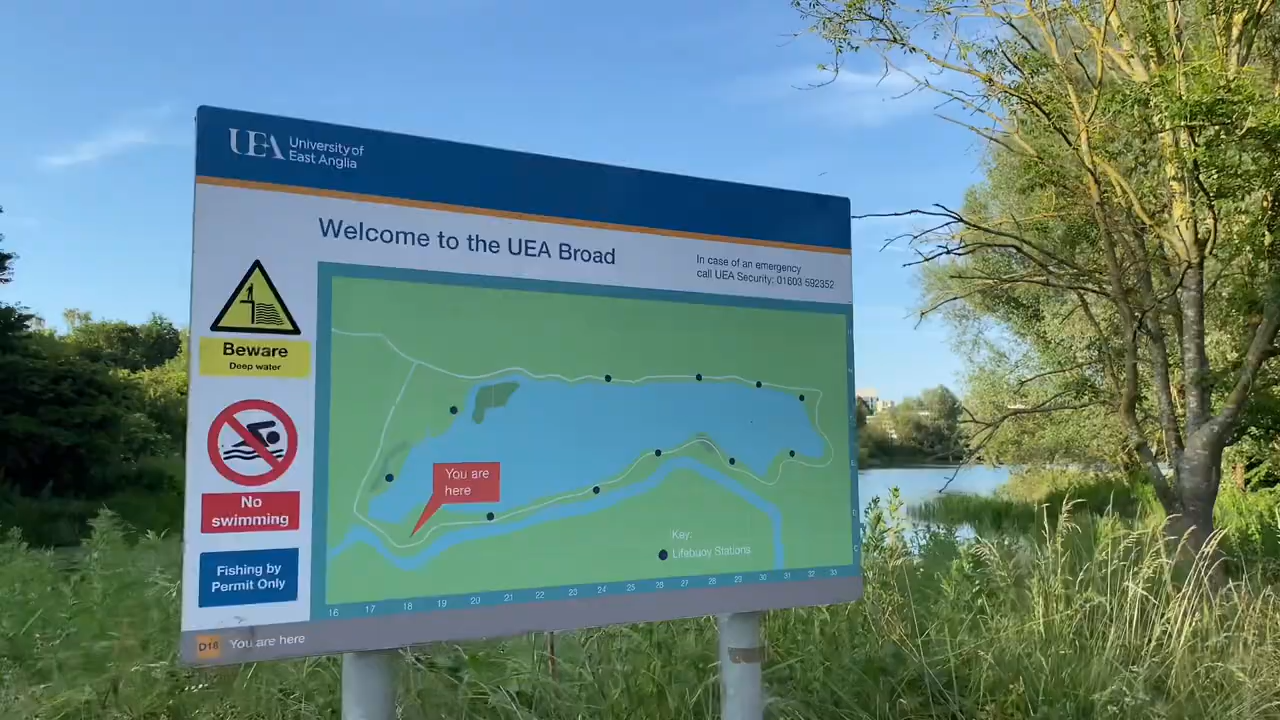 UEA University of
East Anglia
Welcome to the UEA Broad
In case of an emergency
call UEA Security: 01603 592352
Beware
Deep water
No
swimming
Fishing by
Permit Only
You are
here
Key:
Lifebuoy Stations
16 17 18 19 20 21 22 23 24 25 26 27 28 29 30 31 32 33
D18 You are here